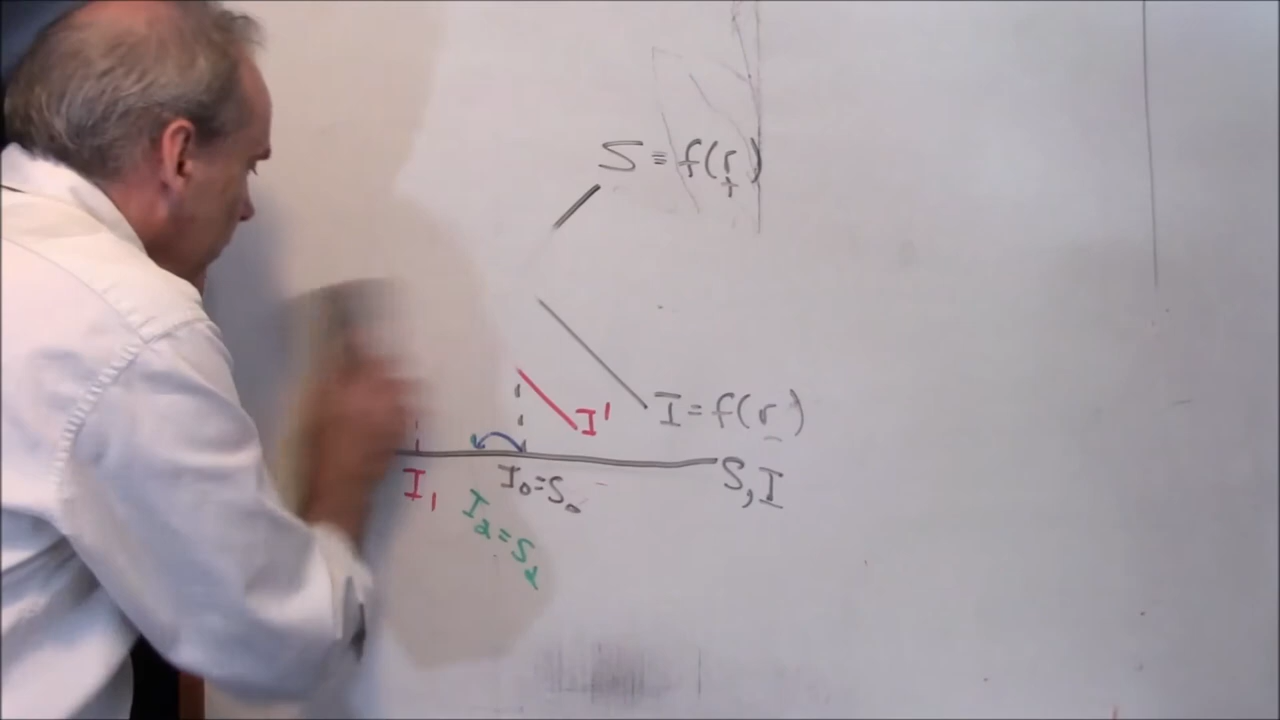 S = f(r)
+
I'
I = f(r)
-
S, I
I₁
I₀=S₀
I₂=S₂